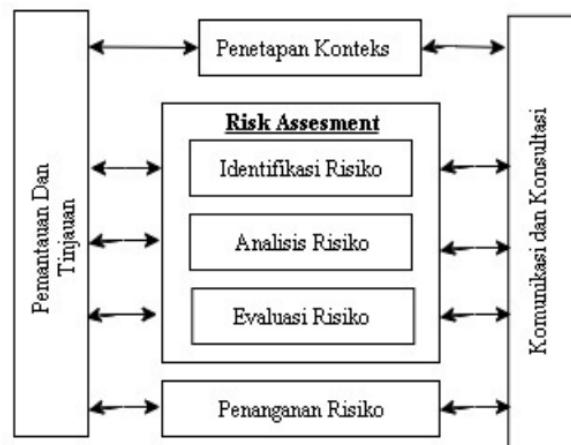 Pemantauan Dan
Tinjauan
Penetapan Konteks
Risk Assesment
Identifikasi Risiko
Analisis Risiko
Evaluasi Risiko
Penanganan Risiko
Komunikasi dan Konsultasi